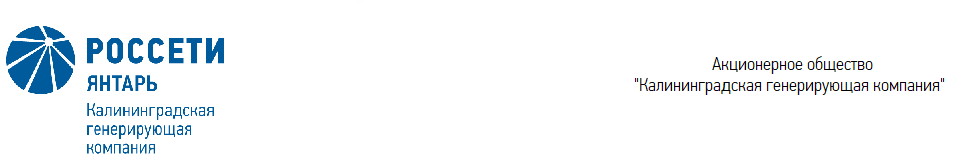 РОССЕТИ
ЯНТАРЬ
Калининградская
генерирующая
компания
Акционерное общество
"Калининградская генерирующая компания"